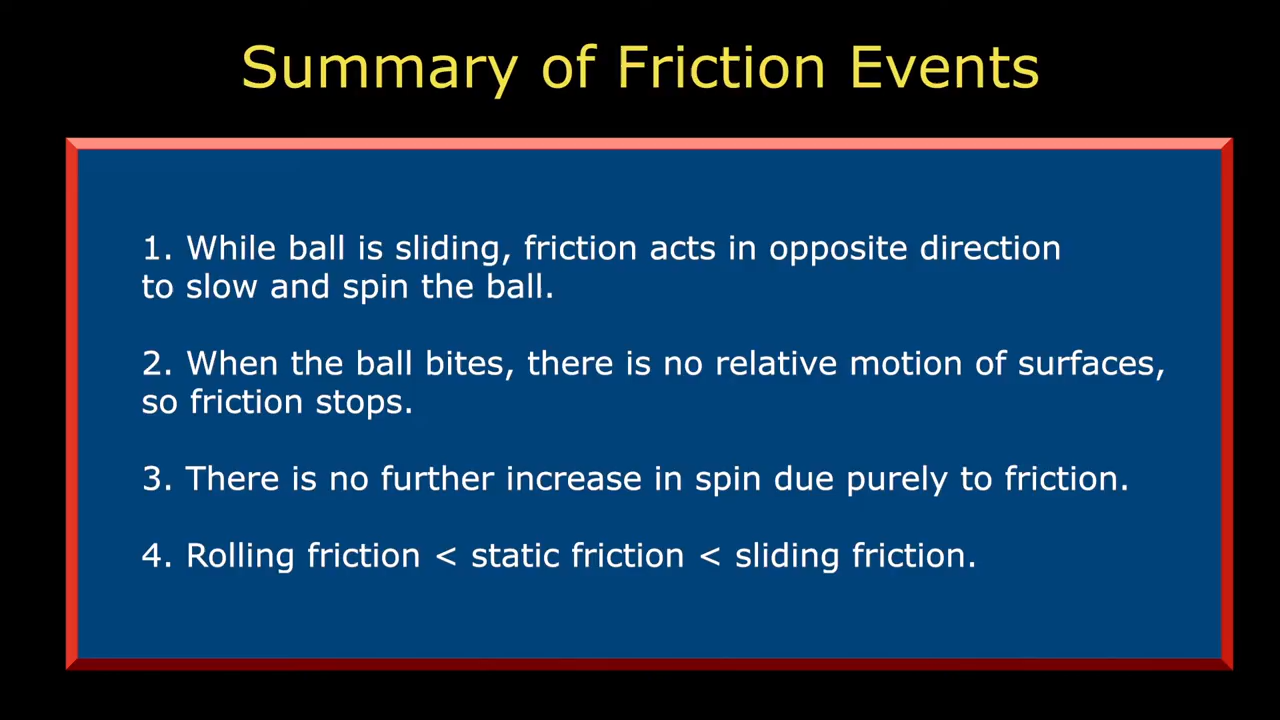 Summary of Friction Events
1. While ball is sliding, friction acts in opposite direction
to slow and spin the ball.
2. When the ball bites, there is no relative motion of surfaces,
so friction stops.
3. There is no further increase in spin due purely to friction.
4. Rolling friction < static friction < sliding friction.